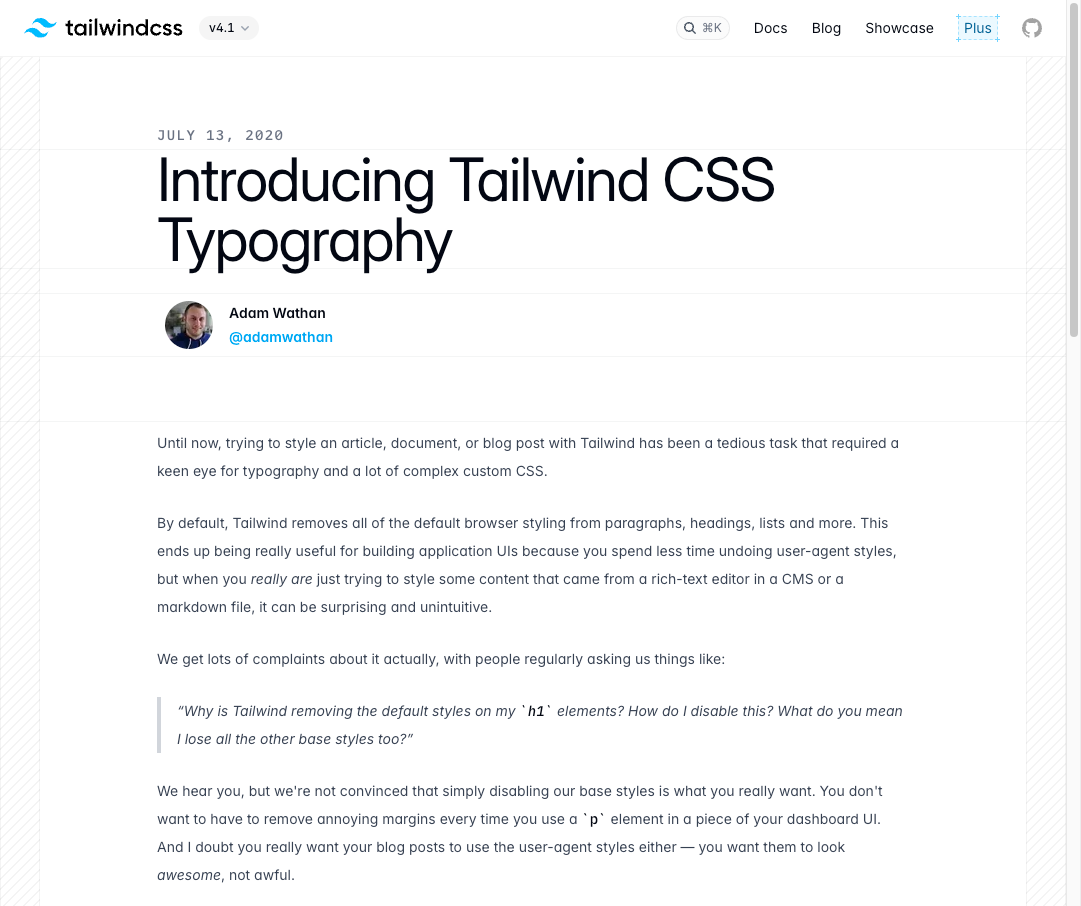 tailwindcss v4.1 ⌘K Docs Blog Showcase Plus
JULY 13, 2020
Introducing Tailwind CSS
Typography
Adam Wathan
@adamwathan
Until now, trying to style an article, document, or blog post with Tailwind has been a tedious task that required a
keen eye for typography and a lot of complex custom CSS.
By default, Tailwind removes all of the default browser styling from paragraphs, headings, lists and more. This
ends up being really useful for building application UIs because you spend less time undoing user-agent styles,
but when you really are just trying to style some content that came from a rich-text editor in a CMS or a
markdown file, it can be surprising and unintuitive.
We get lots of complaints about it actually, with people regularly asking us things like:
“Why is Tailwind removing the default styles on my `h1` elements? How do I disable this? What do you mean
I lose all the other base styles too?”
We hear you, but we're not convinced that simply disabling our base styles is what you really want. You don't
want to have to remove annoying margins every time you use a `p` element in a piece of your dashboard UI.
And I doubt you really want your blog posts to use the user-agent styles either — you want them to look
awesome, not awful.